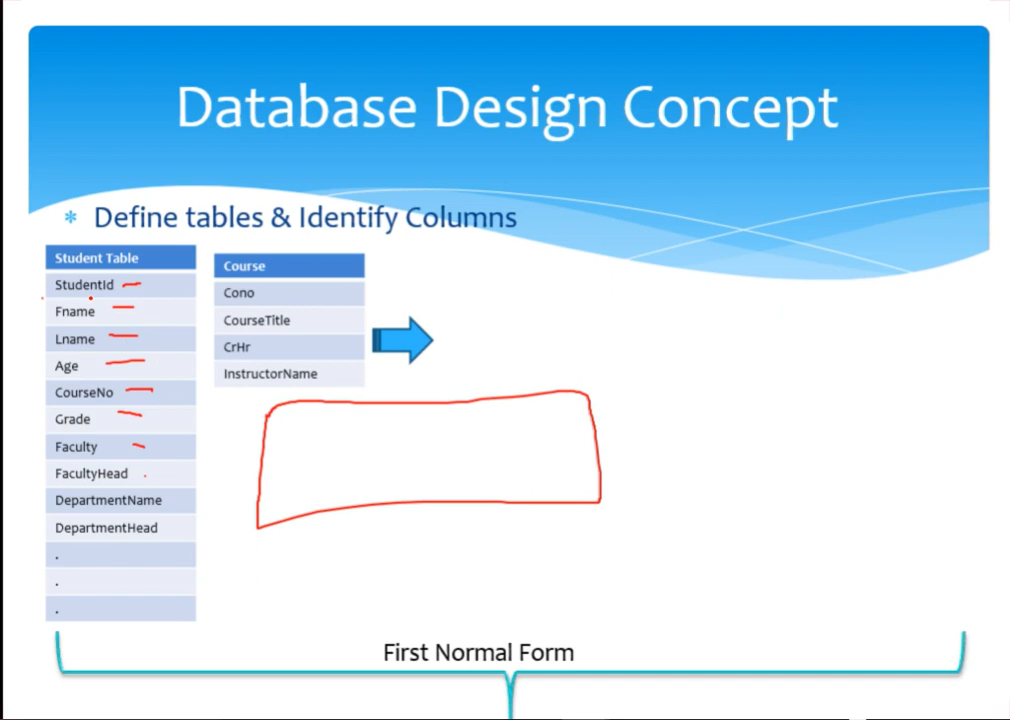 Database Design Concept
* Define tables & Identify Columns
Student Table
StudentId
Fname
Lname
Age
CourseNo
Grade
Faculty
FacultyHead
DepartmentName
DepartmentHead
.
.
.
Course
Cono
CourseTitle
CrHr
InstructorName
First Normal Form